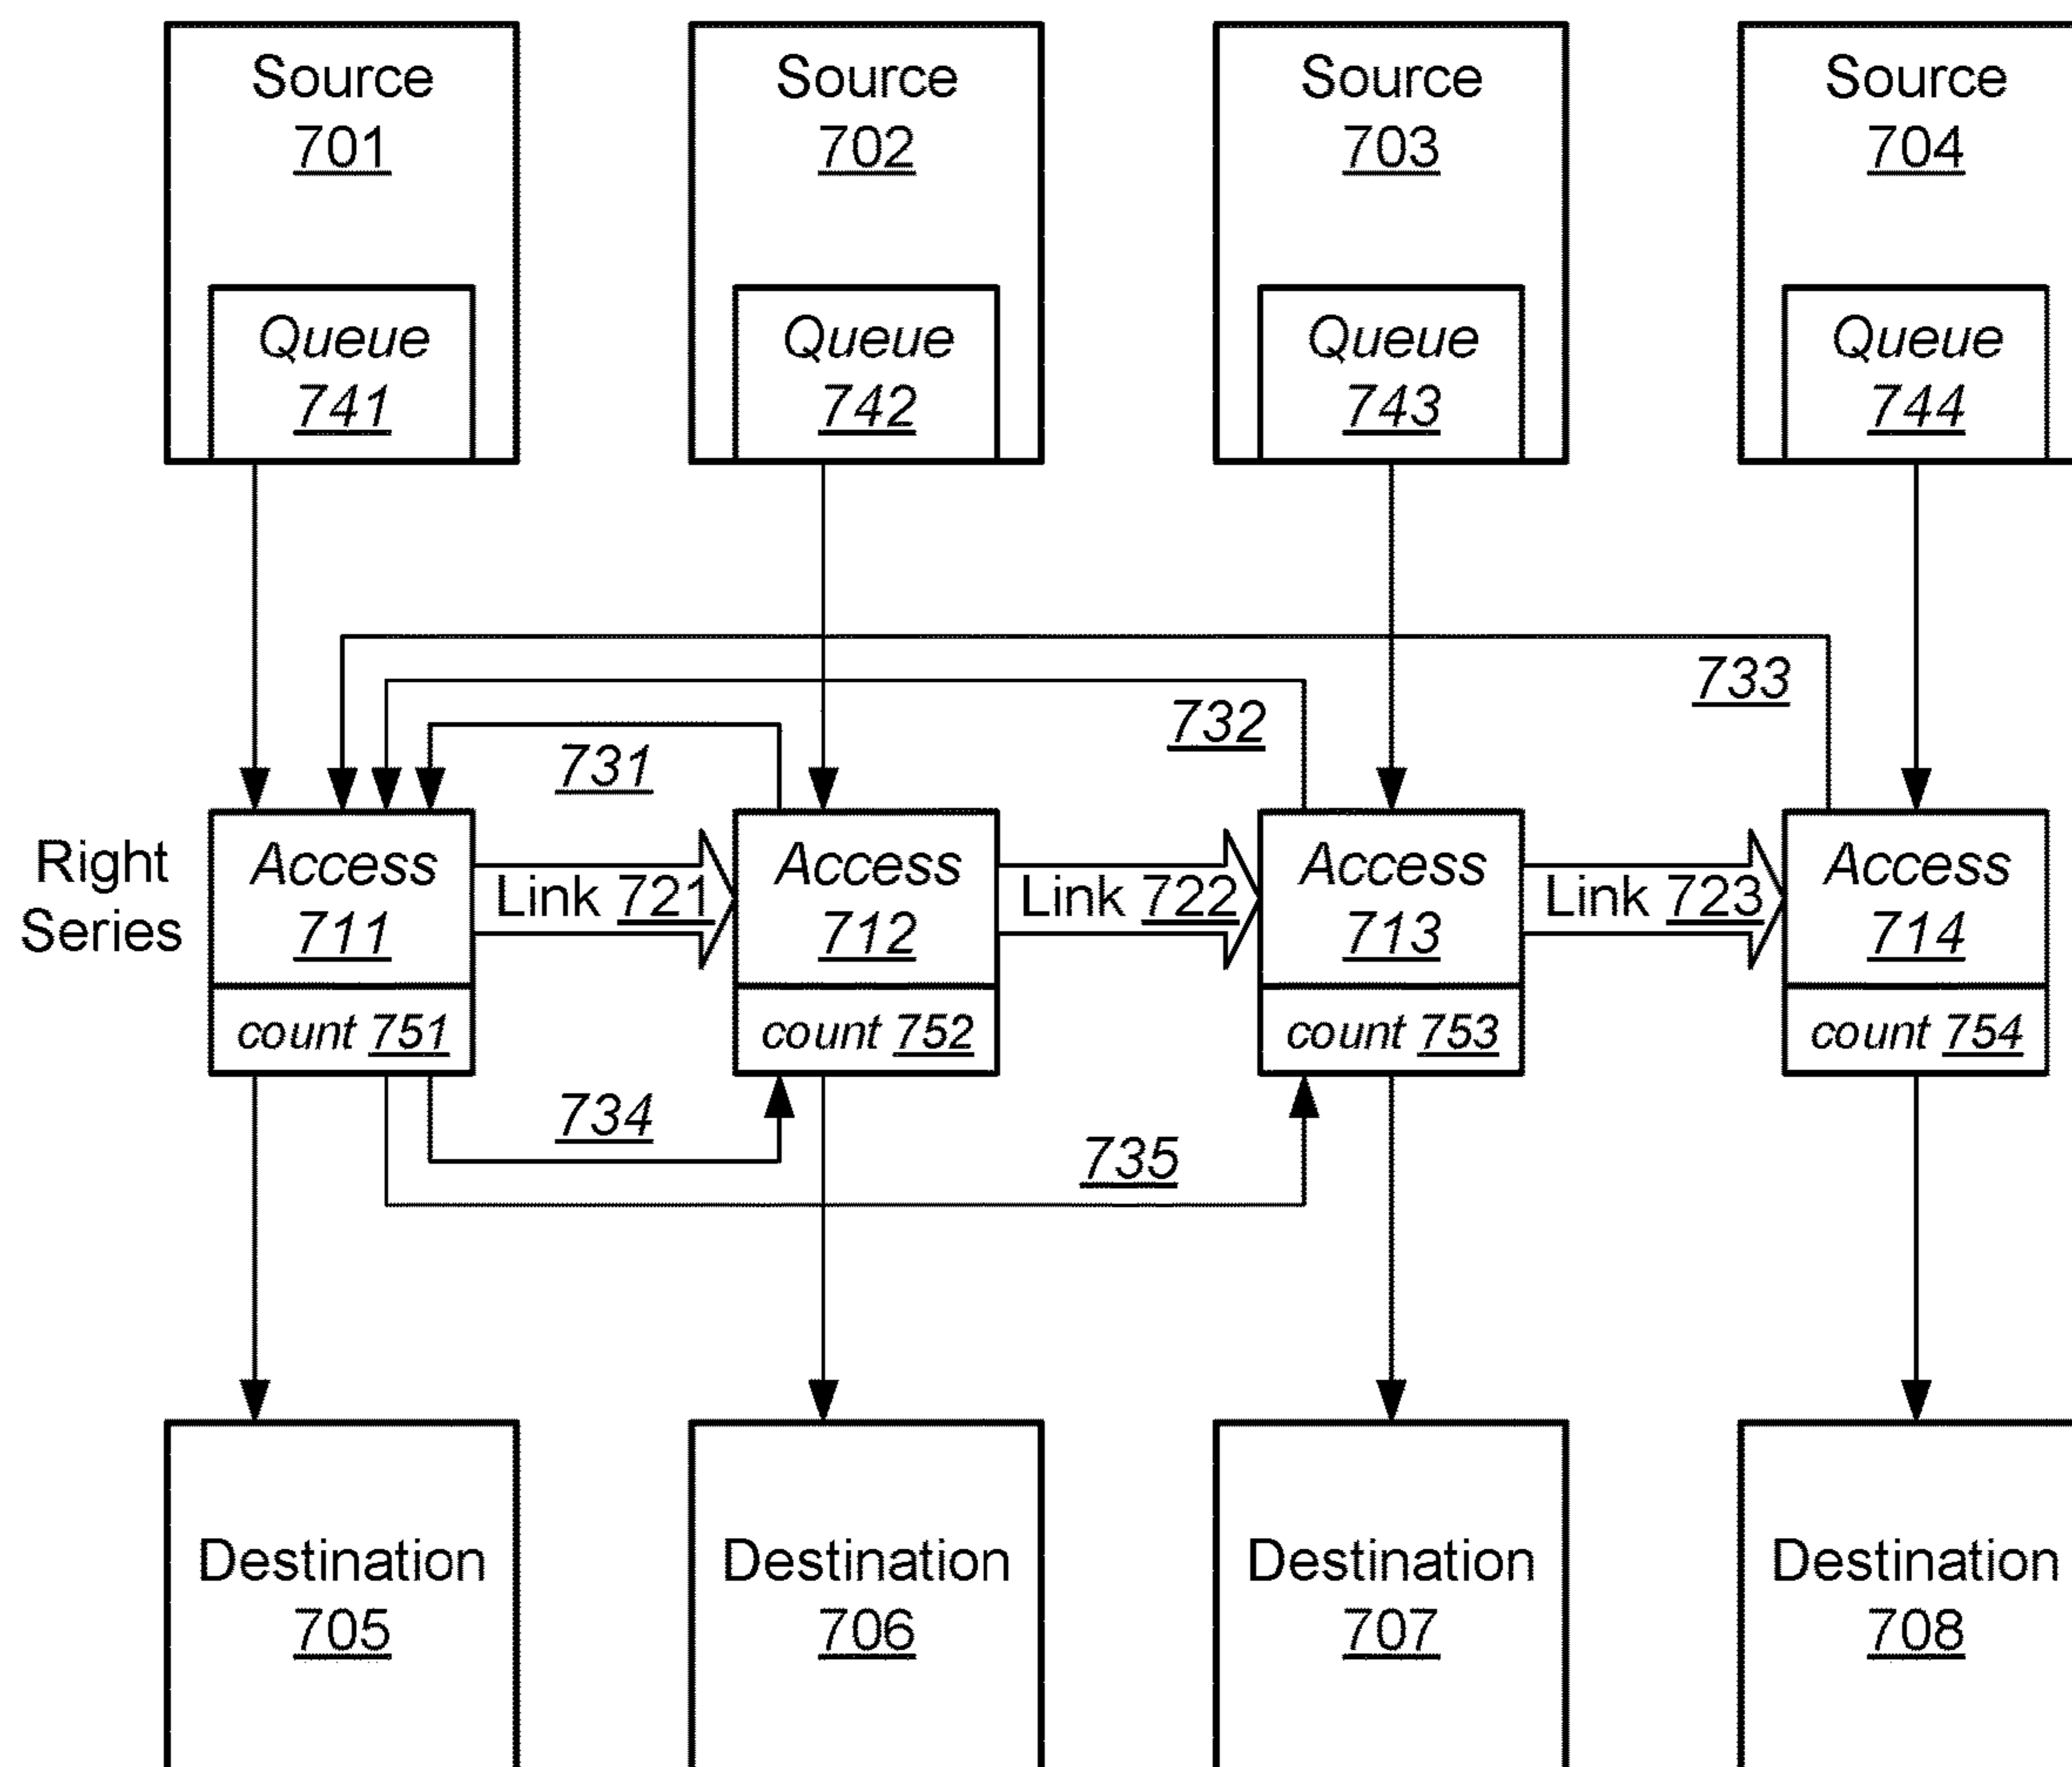 Source
701
Source
702
Source
703
Source
704
Queue
741
Queue
742
Queue
743
Queue
744
733
732
731
Right
Series
Access
711
Link 721
Access
712
Link 722
Access
713
Link 723
Access
714
count 751
count 752
count 753
count 754
734
735
Destination
705
Destination
706
Destination
707
Destination
708